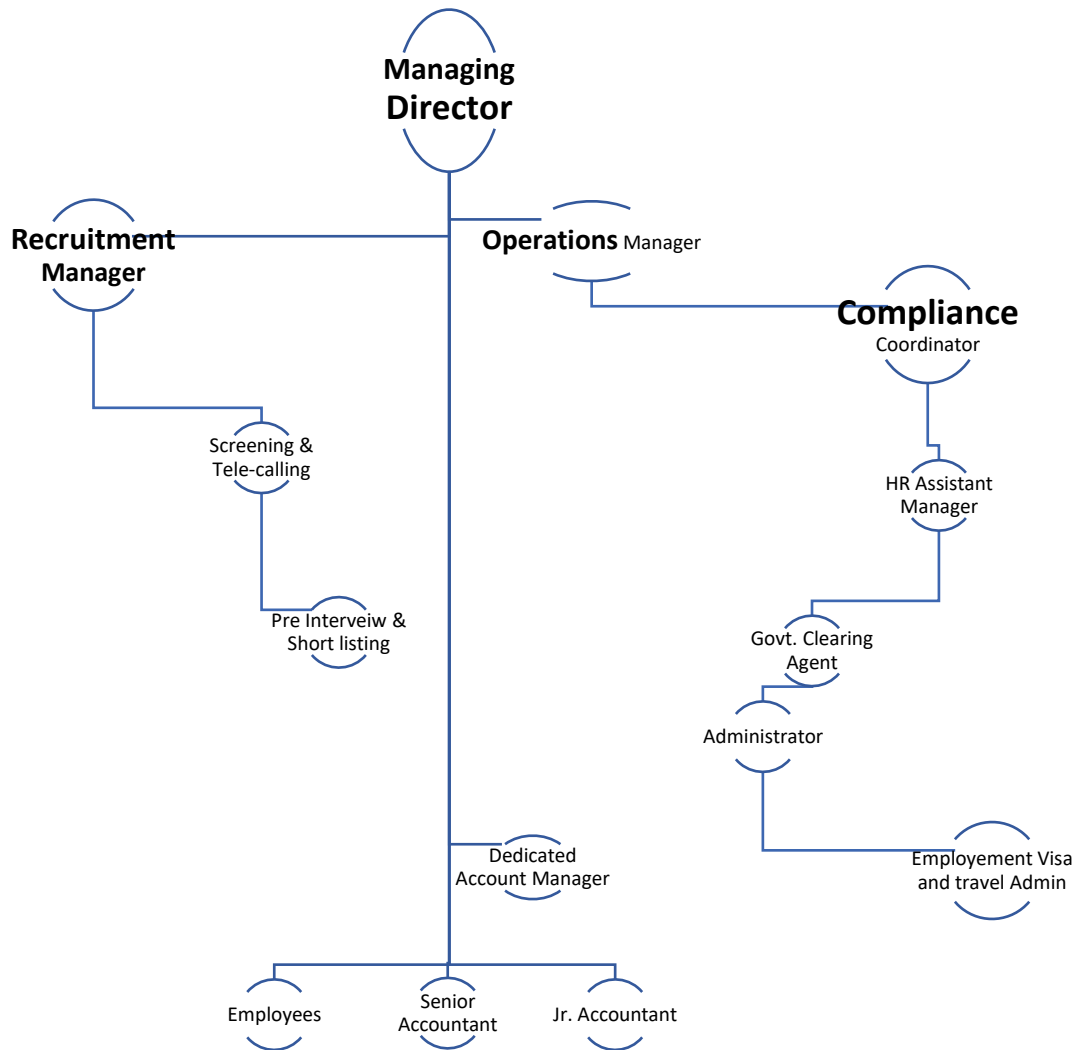 Managing
Director
Recruitment
Manager
Operations Manager
Compliance
Coordinator
Screening &
Tele-calling
HR Assistant
Manager
Pre Interveiw &
Short listing
Govt. Clearing
Agent
Administrator
Dedicated
Account Manager
Employement Visa
and travel Admin
Employees
Senior
Accountant
Jr. Accountant